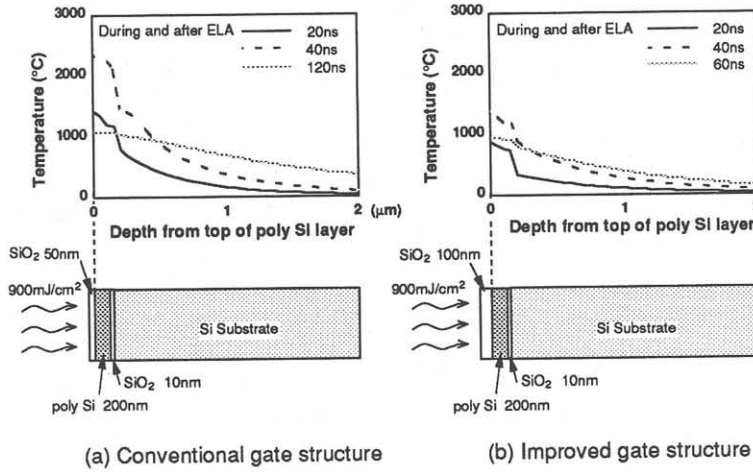 3000
During and after ELA
20ns
40ns
120ns
2000
1000
0
Temperature (°C)
0
1
2
(μm)
Depth from top of poly Si layer
SiO2 50nm
900mJ/cm2
Si Substrate
SiO2 10nm
poly Si 200nm
(a) Conventional gate structure
3000
During and after ELA
20ns
40ns
60ns
2000
1000
0
Temperature (°C)
0
1
Depth from top of poly Si layer
SiO2 100nm
900mJ/cm2
Si Substrate
SiO2 10nm
poly Si 200nm
(b) Improved gate structure